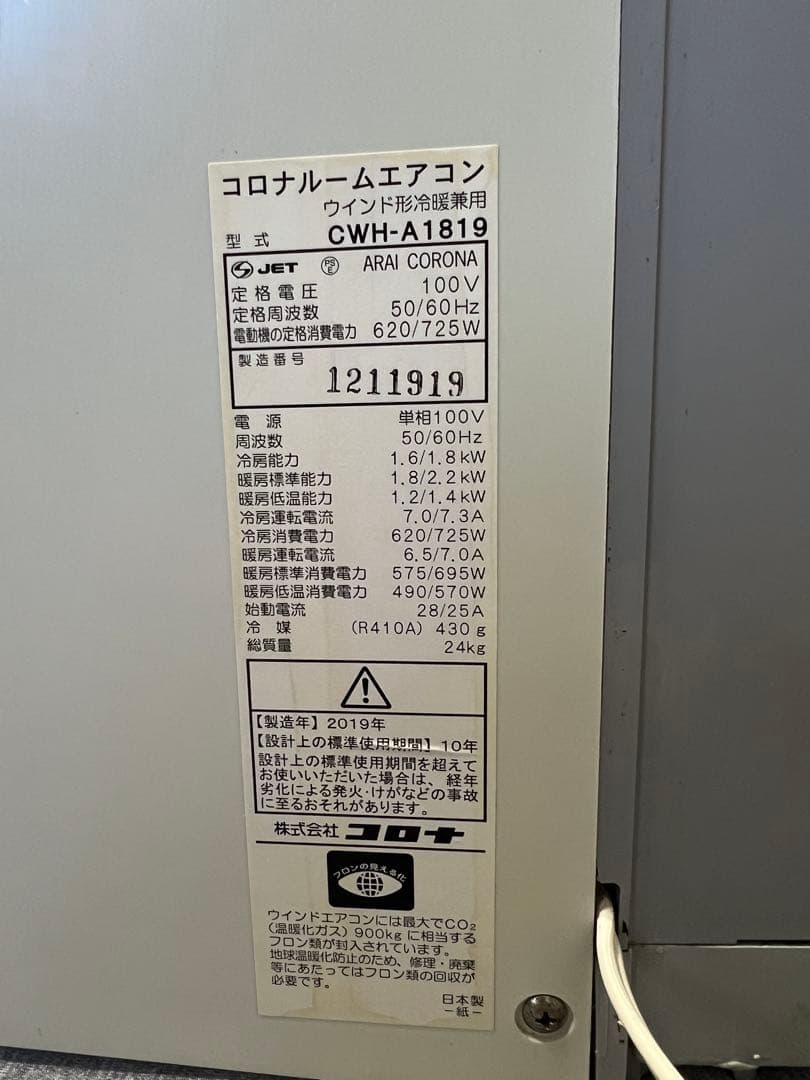 コロナルームエアコン
ウインド形冷暖兼用
型式 CWH-A1819
JET PSE ARAI CORONA
定格電圧 100V
定格周波数 50/60Hz
電動機の定格消費電力 620/725W
製造番号
1211919
電源 単相100V
周波数 50/60Hz
冷房能力 1.6/1.8kW
暖房標準能力 1.8/2.2kW
暖房低温能力 1.2/1.4kW
冷房運転電流 7.0/7.3A
冷房消費電力 620/725W
暖房運転電流 6.5/7.0A
暖房標準消費電力 575/695W
暖房低温消費電力 490/570W
始動電流 28/25A
冷媒 (R410A) 430g
総質量 24kg
【製造年】2019年
【設計上の標準使用期間】10年
設計上の標準使用期間を超えて
お使いいただいた場合は、経年
劣化による発火・けがなどの事故
に至るおそれがあります。
株式会社 コロナ
フロンの見える化
ウインドエアコンには最大でCO₂
(温暖化ガス) 900kgに相当する
フロン類が封入されています。
地球温暖化防止のため、修理・廃棄
等にあたってはフロン類の回収が
必要です。
日本製
-紙-